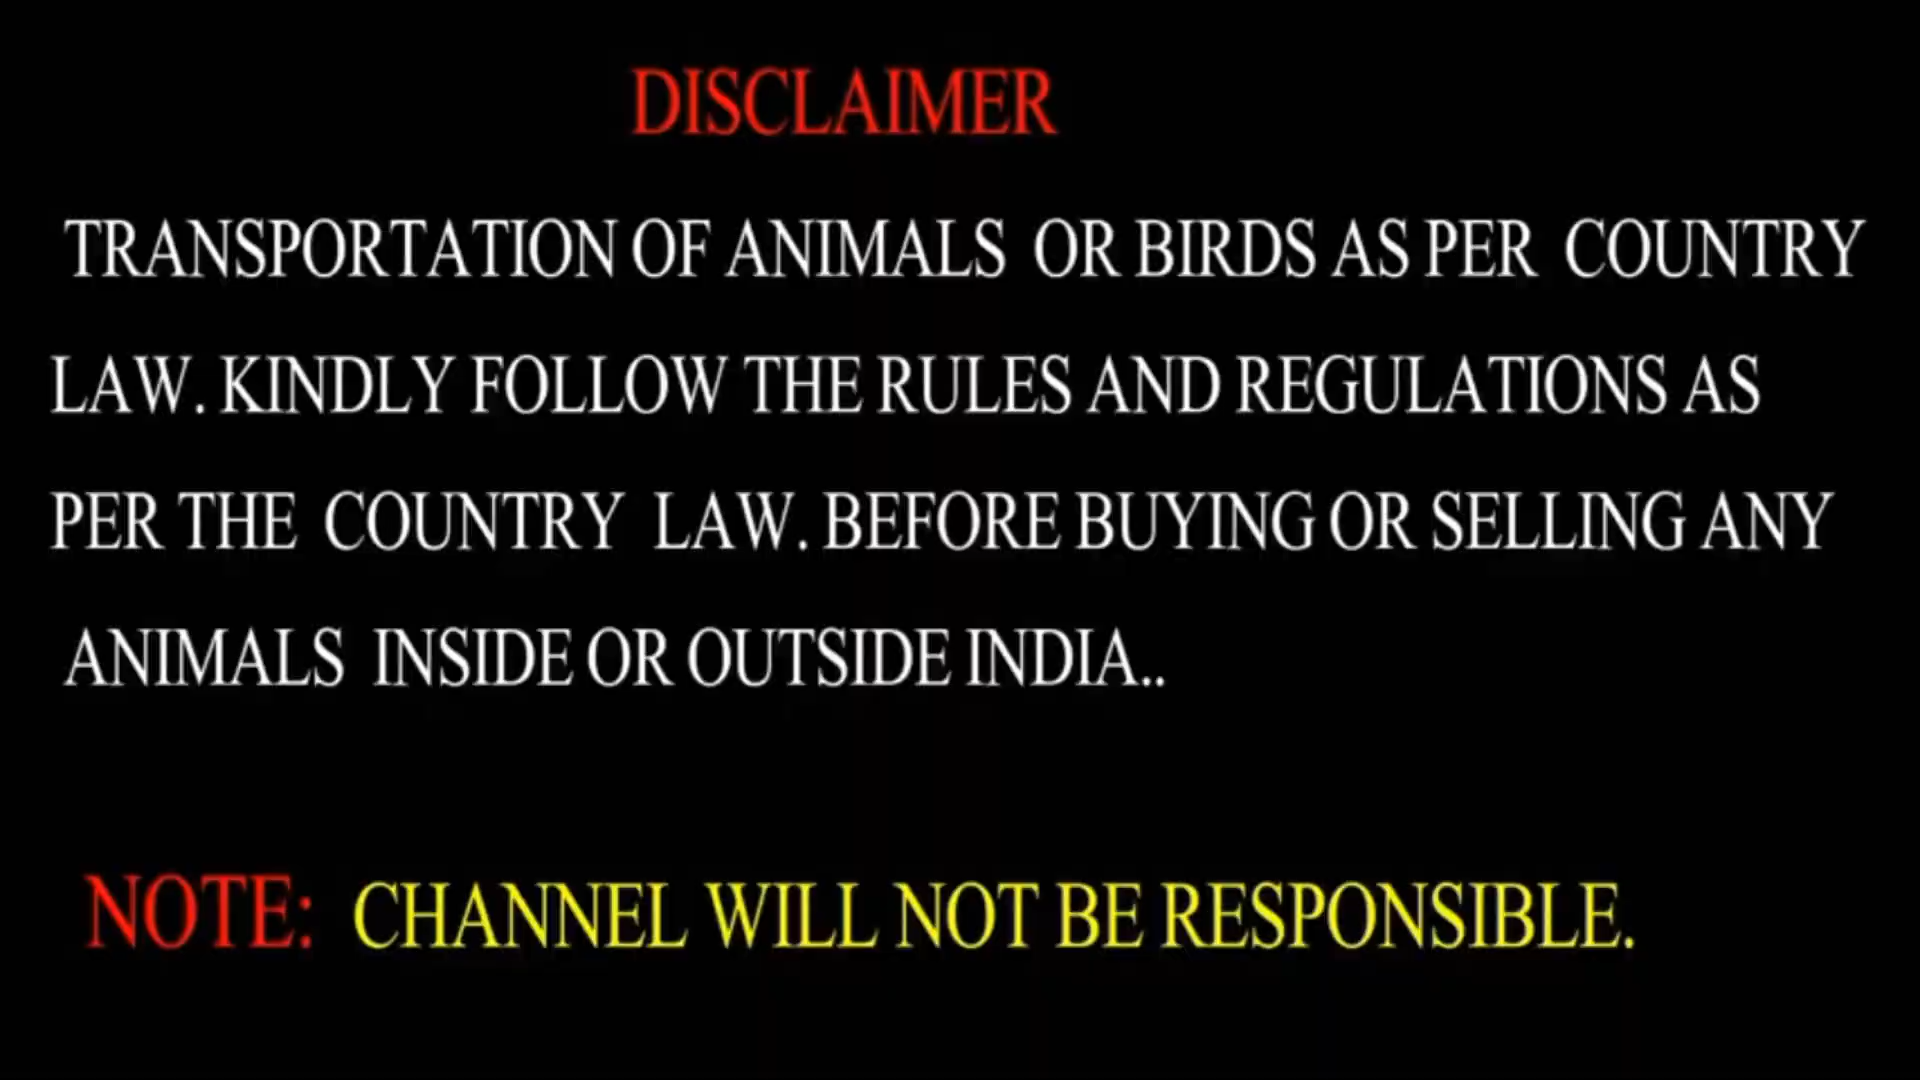 DISCLAIMER
TRANSPORTATION OF ANIMALS OR BIRDS AS PER COUNTRY
LAW. KINDLY FOLLOW THE RULES AND REGULATIONS AS
PER THE COUNTRY LAW. BEFORE BUYING OR SELLING ANY
ANIMALS INSIDE OR OUTSIDE INDIA..
NOTE: CHANNEL WILL NOT BE RESPONSIBLE.